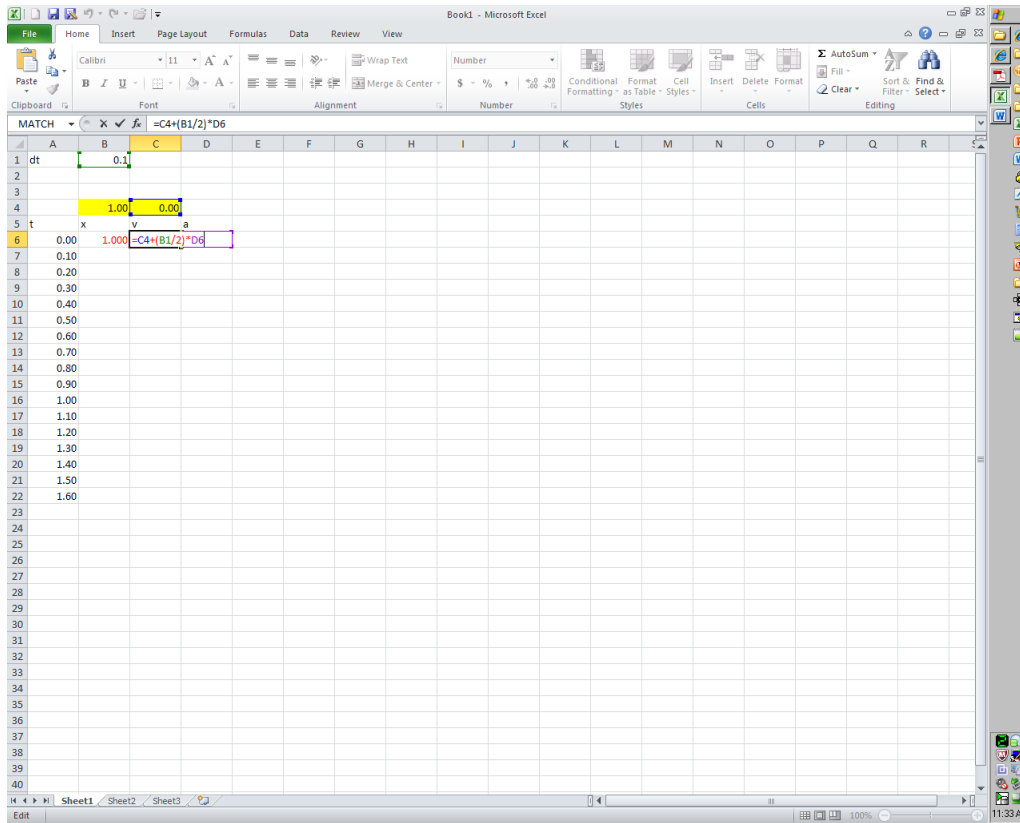 Book1 - Microsoft Excel
File Home Insert Page Layout Formulas Data Review View
Calibri 11 A A Wrap Text Number Σ AutoSum
Fill
Paste B I U A Merge & Center $ % , .0 .00 .00 .0 Conditional Format Cell Insert Delete Format Clear Sort & Find &
Formatting as Table Styles Filter Select
Clipboard Font Alignment Number Styles Cells Editing
MATCH fx =C4+(B1/2)*D6
A B C D E F G H I J K L M N O P Q R S
1 dt 0.1
2
3
4 1.00 0.00
5 t x v a
6 0.00 1.000 =C4+(B1/2)*D6
7 0.10
8 0.20
9 0.30
10 0.40
11 0.50
12 0.60
13 0.70
14 0.80
15 0.90
16 1.00
17 1.10
18 1.20
19 1.30
20 1.40
21 1.50
22 1.60
23
24
25
26
27
28
29
30
31
32
33
34
35
36
37
38
39
40
Sheet1 Sheet2 Sheet3
Edit 100% 11:33 A